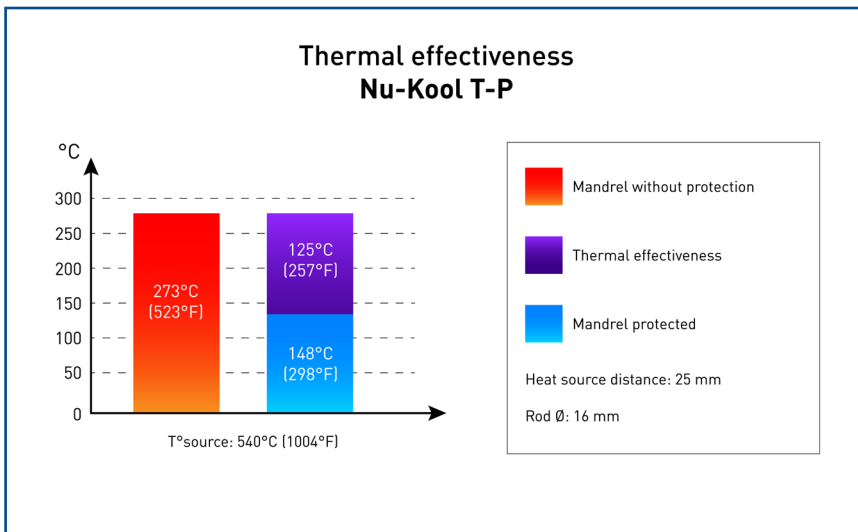 Thermal effectiveness
Nu-Kool T-P
°C
300
250
200
150
100
50
0
273°C
(523°F)
125°C
(257°F)
148°C
(298°F)
T°source: 540°C (1004°F)
Mandrel without protection
Thermal effectiveness
Mandrel protected
Heat source distance: 25 mm
Rod Ø: 16 mm